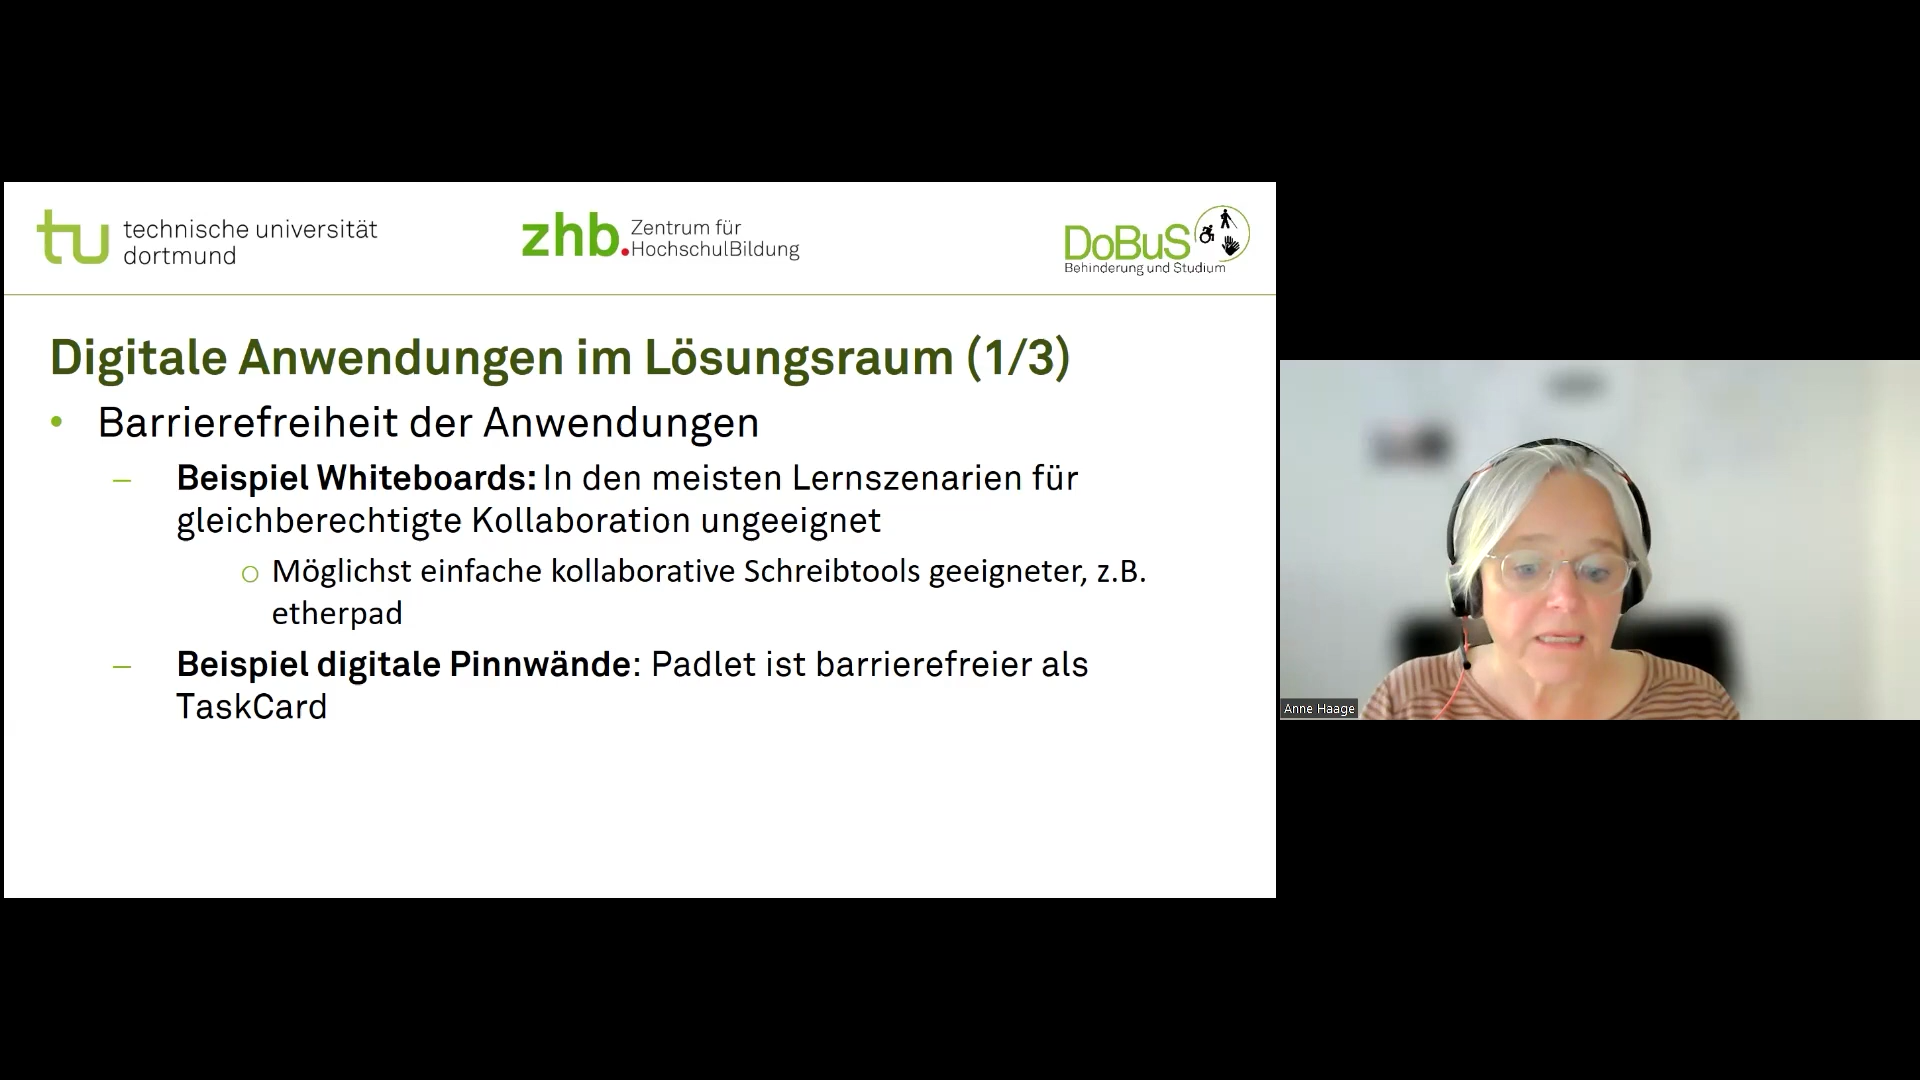 technische universität
dortmund
zhb. Zentrum für
HochschulBildung
DoBuS
Behinderung und Studium
Digitale Anwendungen im Lösungsraum (1/3)
• Barrierefreiheit der Anwendungen
– Beispiel Whiteboards: In den meisten Lernszenarien für
gleichberechtigte Kollaboration ungeeignet
o Möglichst einfache kollaborative Schreibtools geeigneter, z.B.
etherpad
– Beispiel digitale Pinnwände: Padlet ist barrierefreier als
TaskCard
Anne Haage